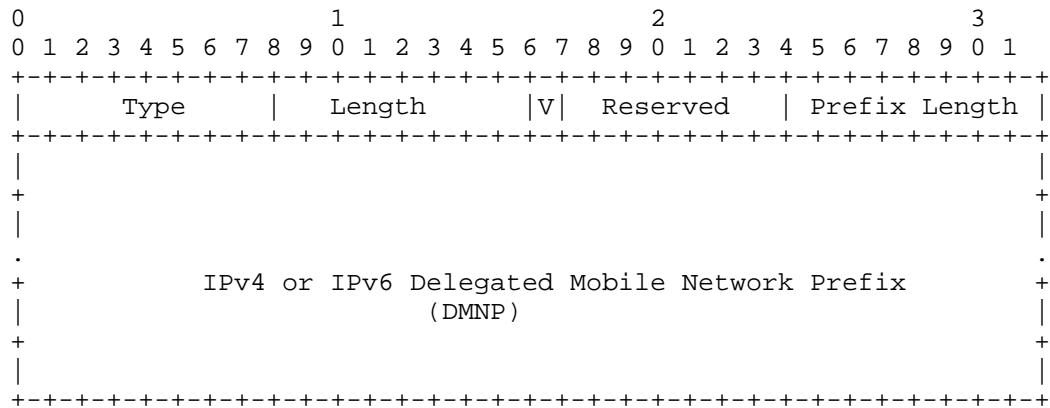 0                   1                   2                   3
0 1 2 3 4 5 6 7 8 9 0 1 2 3 4 5 6 7 8 9 0 1 2 3 4 5 6 7 8 9 0 1
+-+-+-+-+-+-+-+-+-+-+-+-+-+-+-+-+-+-+-+-+-+-+-+-+-+-+-+-+-+-+-+-+
|      Type     |   Length      |V|  Reserved   | Prefix Length |
+-+-+-+-+-+-+-+-+-+-+-+-+-+-+-+-+-+-+-+-+-+-+-+-+-+-+-+-+-+-+-+-+
|                                                               |
+                                                               +
|                                                               |
.                                                               .
+           IPv4 or IPv6 Delegated Mobile Network Prefix        +
|                         (DMNP)                                |
+                                                               +
|                                                               |
+-+-+-+-+-+-+-+-+-+-+-+-+-+-+-+-+-+-+-+-+-+-+-+-+-+-+-+-+-+-+-+-+